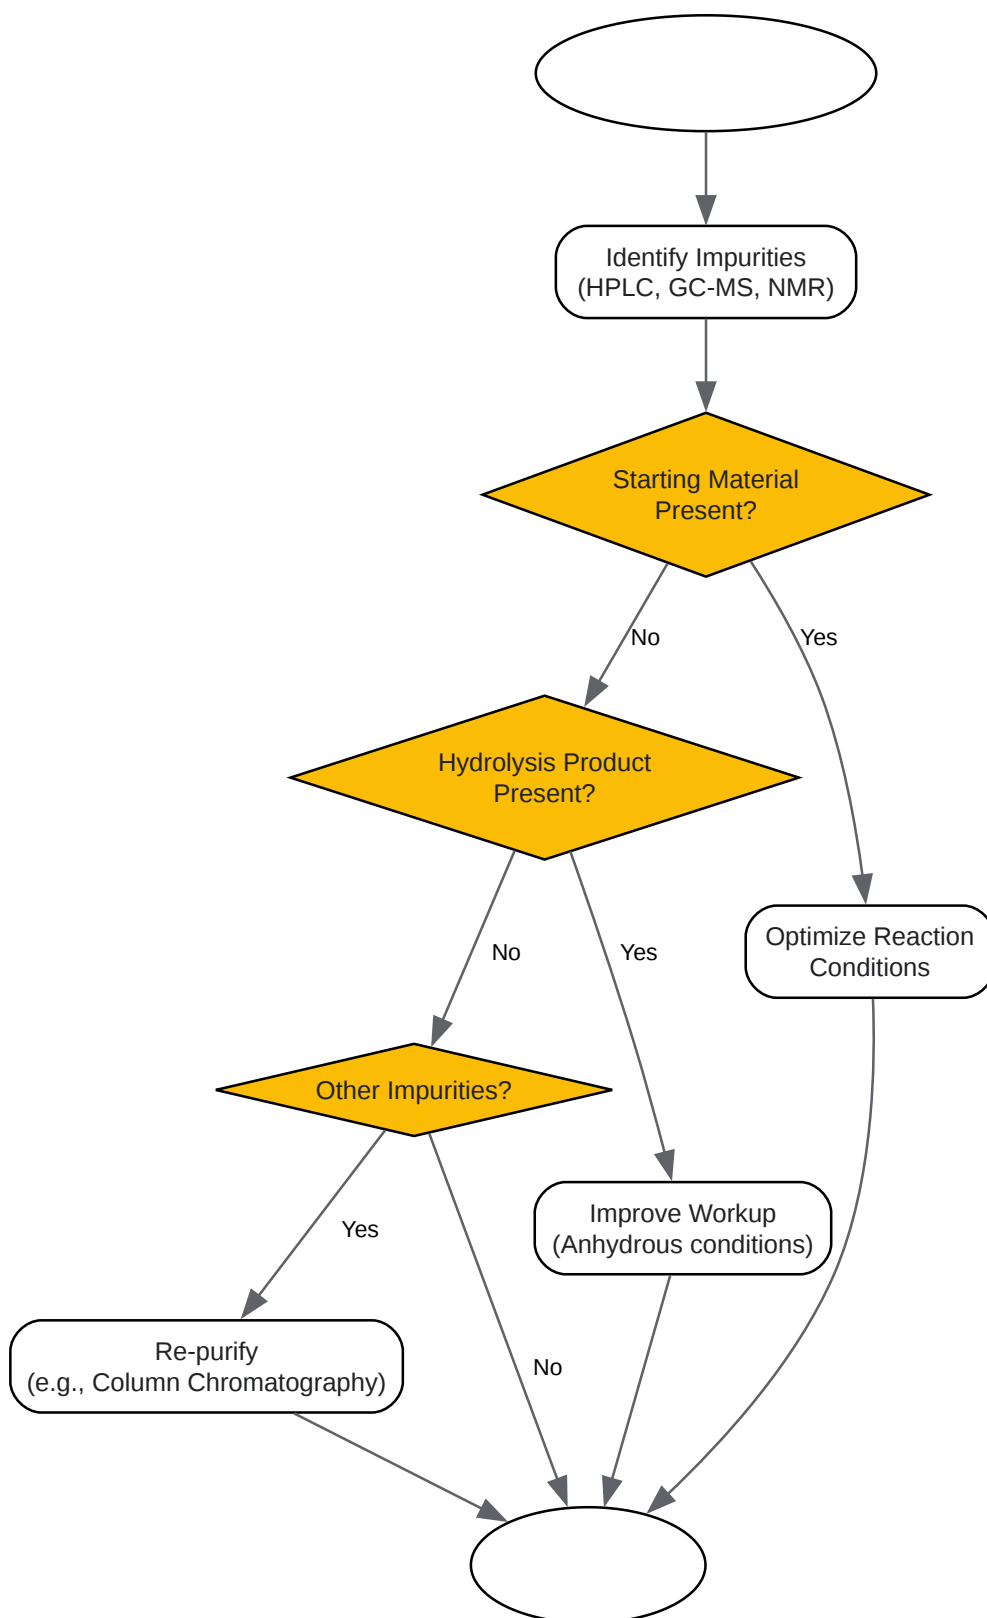 Identify Impurities
(HPLC, GC-MS, NMR)
Starting Material
Present?
No
Yes
Hydrolysis Product
Present?
Optimize Reaction
Conditions
No
Yes
Other Impurities?
Improve Workup
(Anhydrous conditions)
Yes
Re-purify
(e.g., Column Chromatography)
No